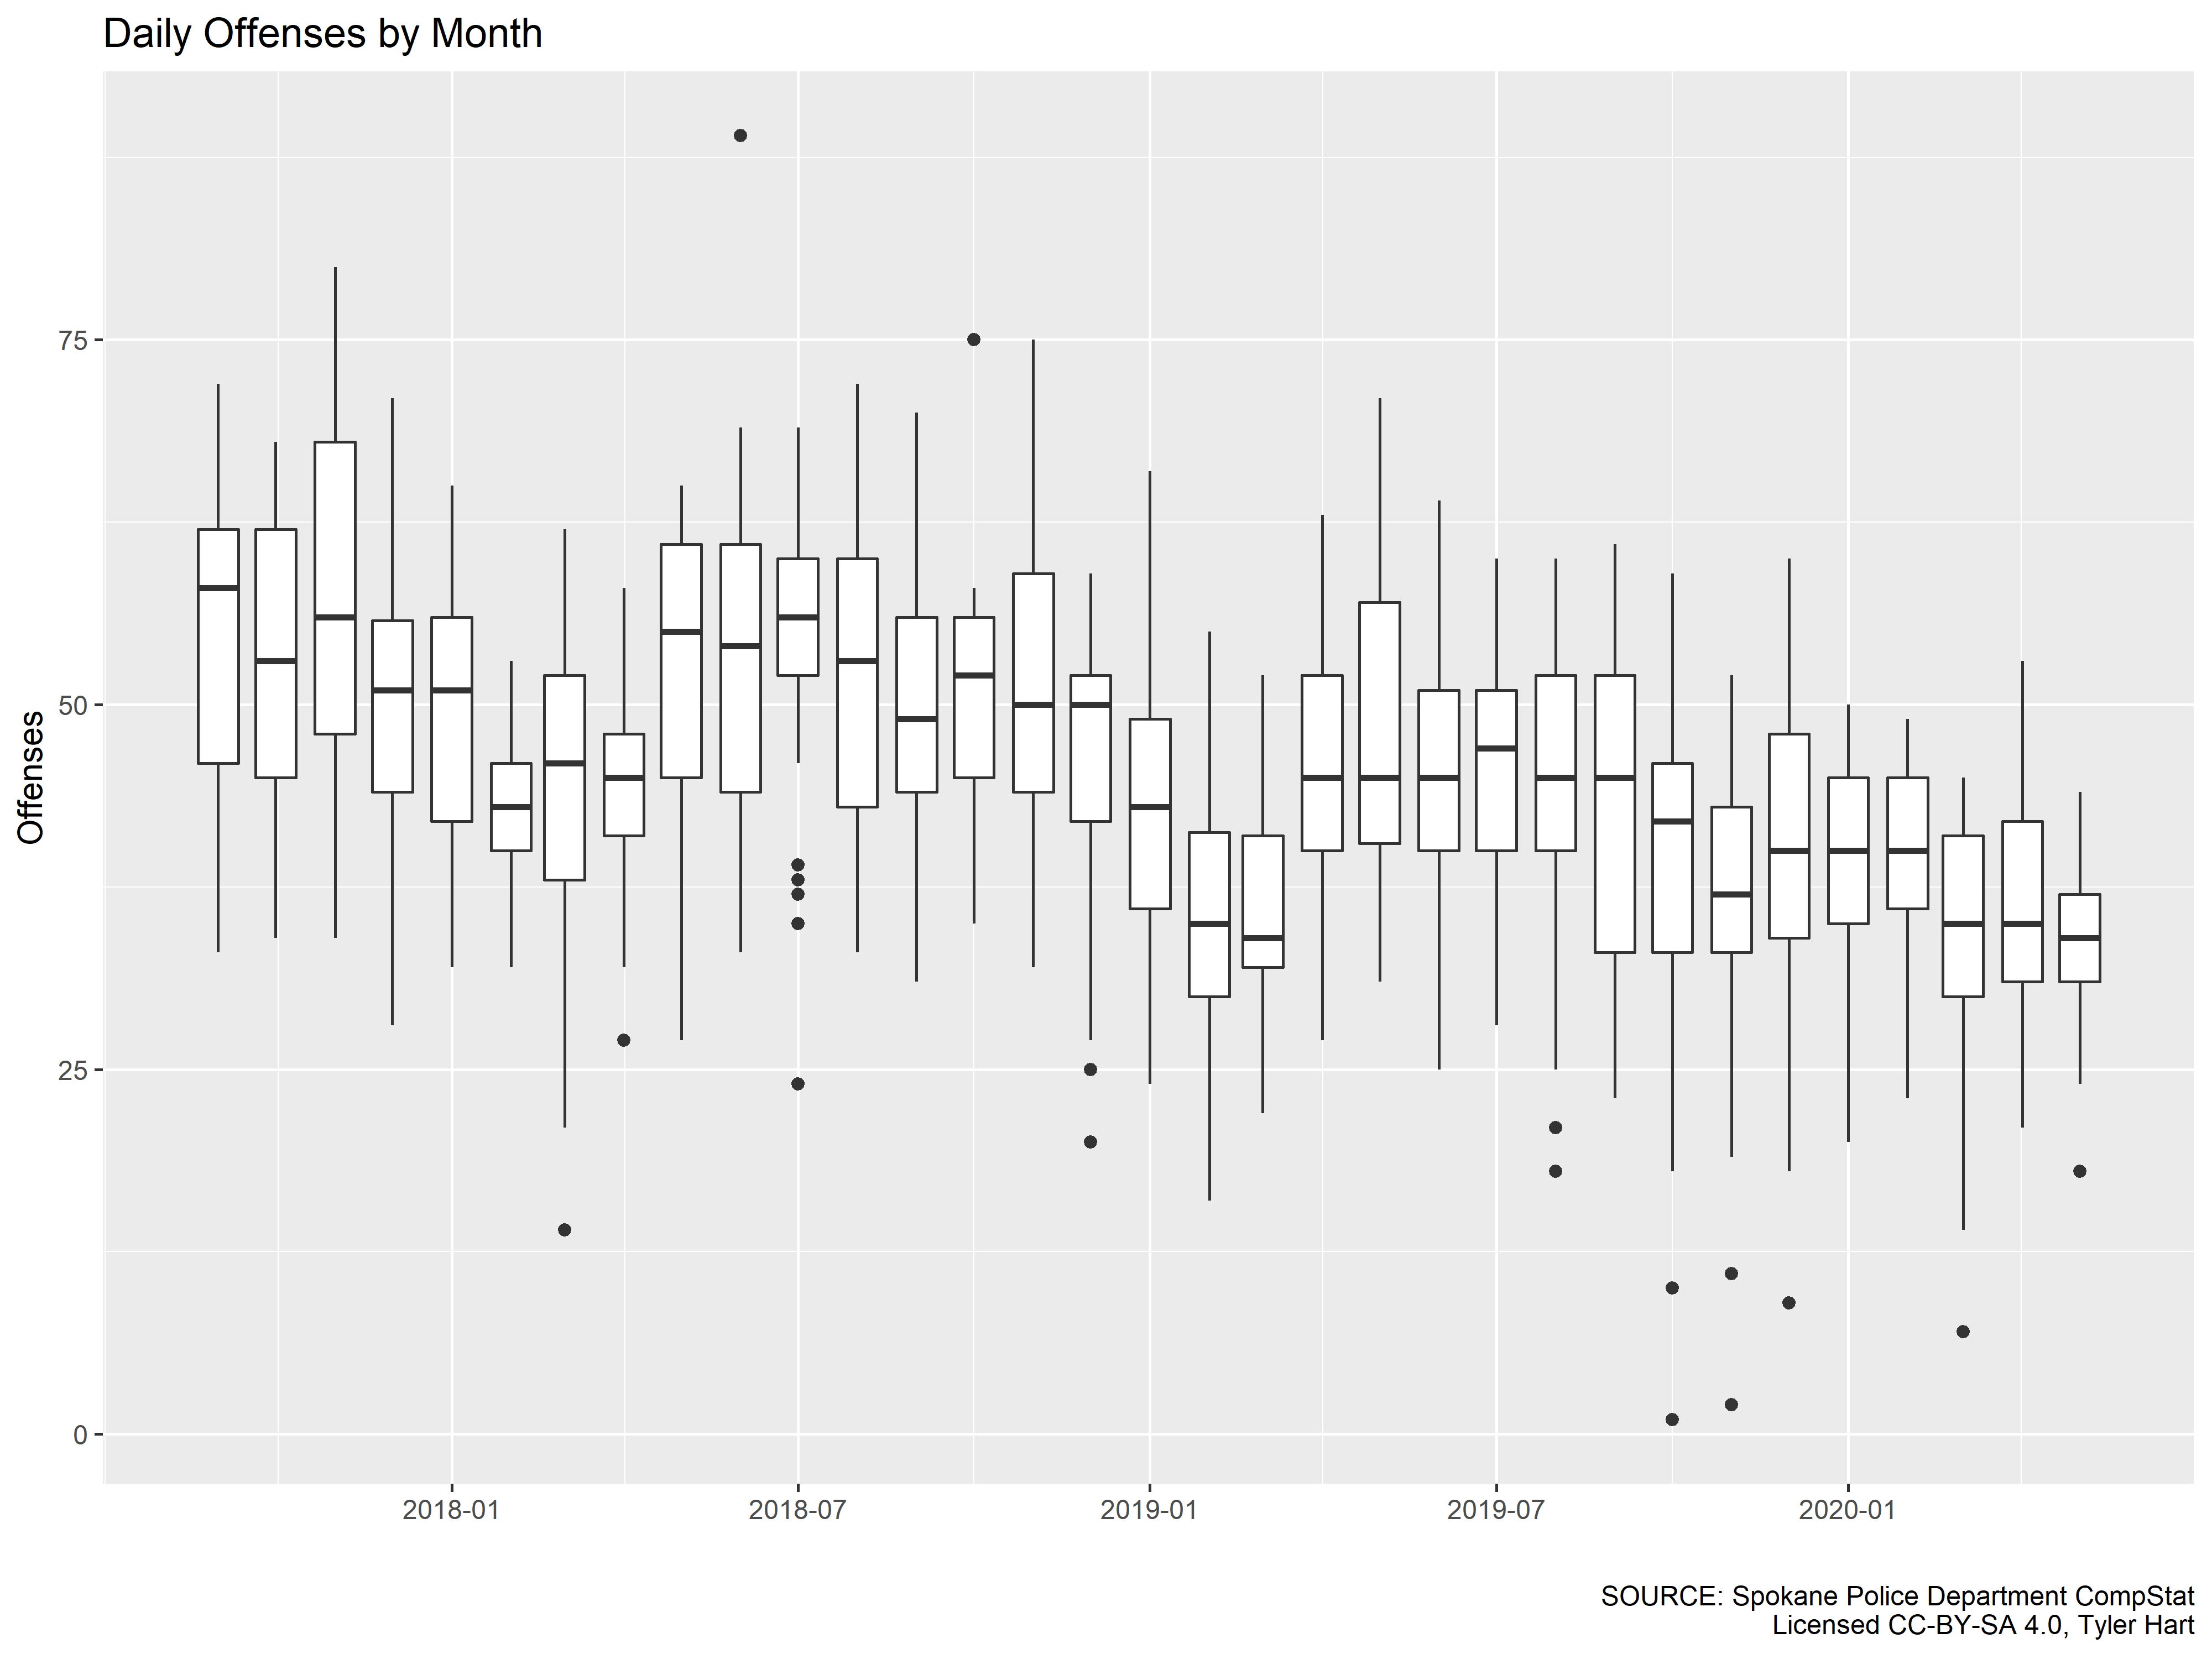 Daily Offenses by Month
Offenses
75
50
25
0
2018-01
2018-07
2019-01
2019-07
2020-01
SOURCE: Spokane Police Department CompStat
Licensed CC-BY-SA 4.0, Tyler Hart